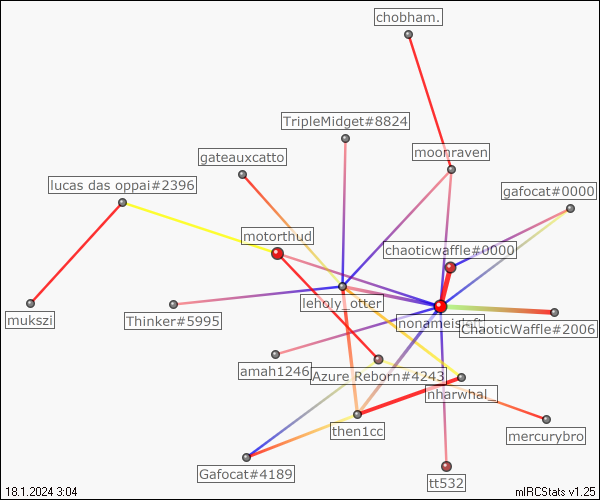 chobham.
TripleMidget#8824
gateauxcatto
moonraven
lucas das oppai#2396
gafocat#0000
motorthud
chaoticwaffle#0000
leholy_otter
mukszi
Thinker#5995
nonameisleft
ChaoticWaffle#2006
amah1246
Azure Reborn#4243
nharwhal_
then1cc
mercurybro
Gafocat#4189
tt532
18.1.2024 3:04
mIRCStats v1.25